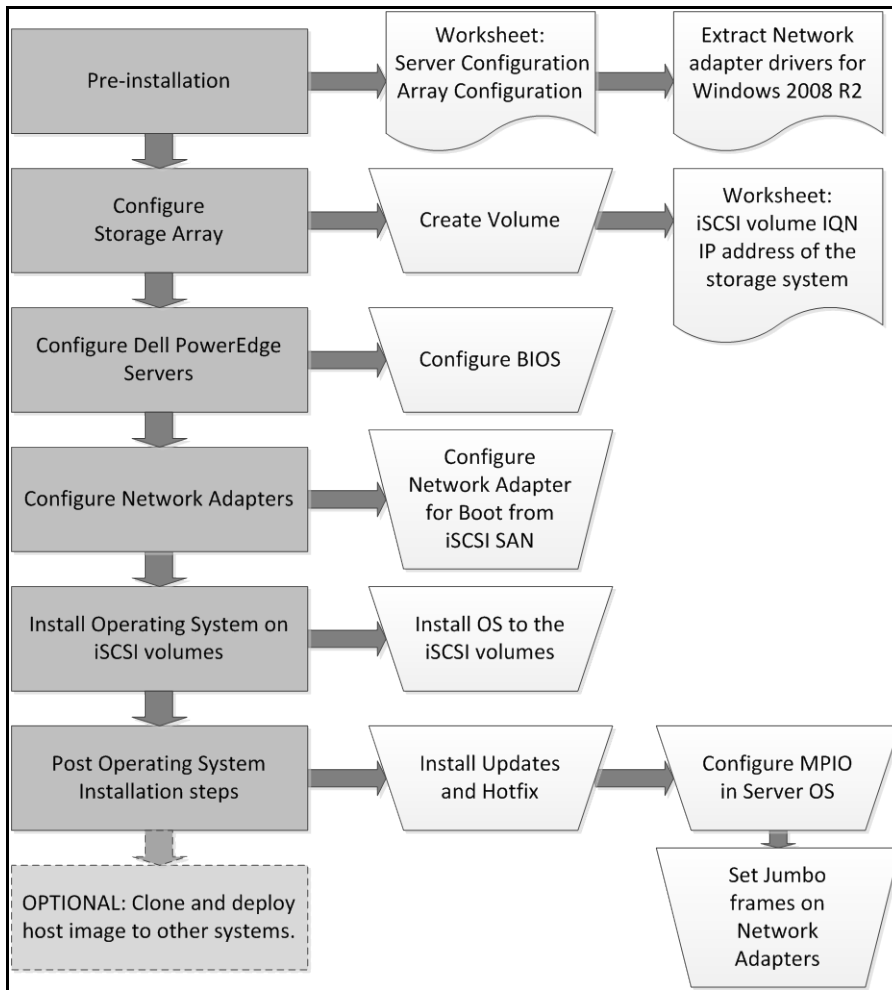 Pre-installation
Worksheet:
Server Configuration
Array Configuration
Extract Network
adapter drivers for
Windows 2008 R2
Configure
Storage Array
Create Volume
Worksheet:
iSCSI volume IQN
IP address of the
storage system
Configure Dell PowerEdge
Servers
Configure BIOS
Configure Network Adapters
Configure
Network Adapter
for Boot from
iSCSI SAN
Install Operating System on
iSCSI volumes
Install OS to the
iSCSI volumes
Post Operating System
Installation steps
Install Updates
and Hotfix
Configure MPIO
in Server OS
OPTIONAL: Clone and deploy
host image to other systems.
Set Jumbo
frames on
Network
Adapters